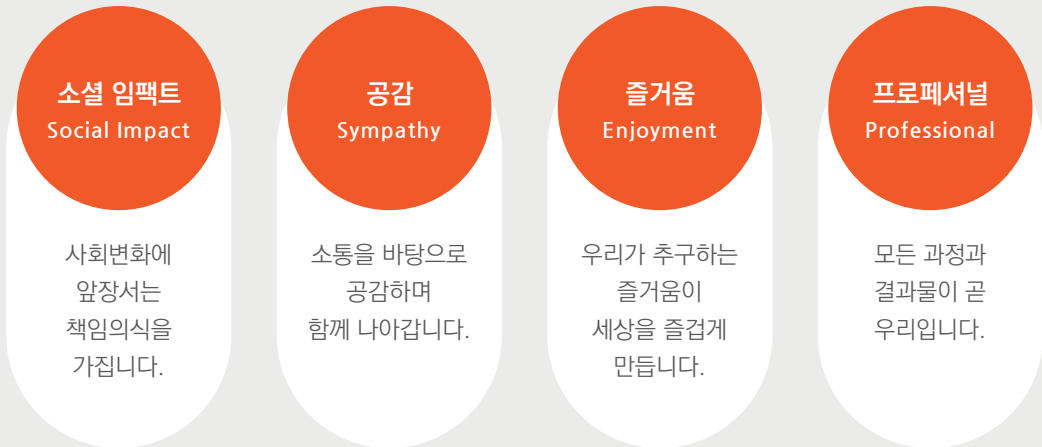 소셜 임팩트
Social Impact
사회변화에
앞장서는
책임의식을
가집니다.
공감
Sympathy
소통을 바탕으로
공감하며
함께 나아갑니다.
즐거움
Enjoyment
우리가 추구하는
즐거움이
세상을 즐겁게
만듭니다.
프로페셔널
Professional
모든 과정과
결과물이 곧
우리입니다.